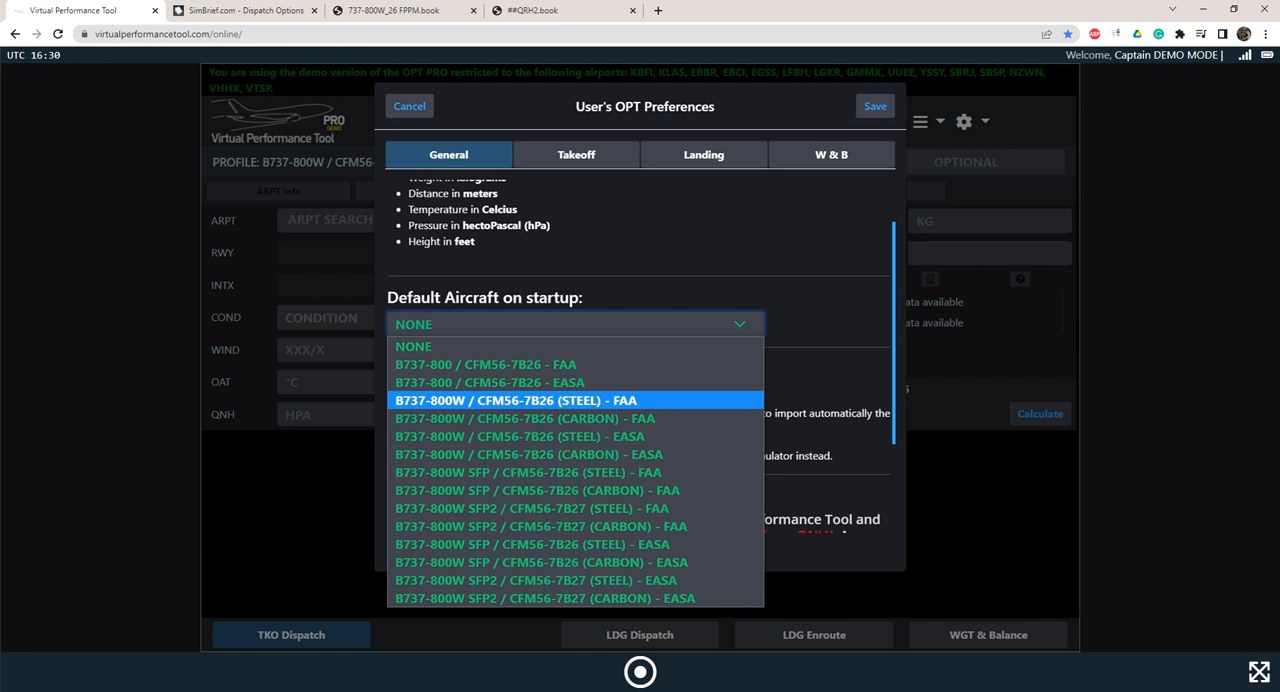 Virtual Performance Tool
SimBrief.com - Dispatch Options
737-800W_26 FPPM.book
##QRH2.book
virtualperformancetool.com/online/
ABP
UTC 16:30
Welcome, Captain DEMO MODE |
You are using the demo version of the OPT PRO restricted to the following airports: KBFI, KLAS, EBBR, EBCI, EGSS, LFBH, LGKR, GMMX, UUEE, YSSY, SBRJ, SBSP, NZWN,
VHHX, VTSP.
PRO
DEMO
Virtual Performance Tool
Cancel
User's OPT Preferences
Save
PROFILE: B737-800W / CFM56-
OPTIONAL
General
Takeoff
Landing
W & B
ARPT Info
Weight in kilograms
Distance in meters
Temperature in Celcius
Pressure in hectoPascal (hPa)
Height in feet
ARPT
ARPT SEARCH
KG
RWY
INTX
COND
CONDITION
WIND
XXX/X
OAT
°C
QNH
HPA
ata available
ata available
Calculate
Default Aircraft on startup:
NONE
NONE
B737-800 / CFM56-7B26 - FAA
B737-800 / CFM56-7B26 - EASA
B737-800W / CFM56-7B26 (STEEL) - FAA
B737-800W / CFM56-7B26 (CARBON) - FAA
B737-800W / CFM56-7B26 (STEEL) - EASA
B737-800W / CFM56-7B26 (CARBON) - EASA
B737-800W SFP / CFM56-7B26 (STEEL) - FAA
B737-800W SFP / CFM56-7B26 (CARBON) - FAA
B737-800W SFP2 / CFM56-7B27 (STEEL) - FAA
B737-800W SFP2 / CFM56-7B27 (CARBON) - FAA
B737-800W SFP / CFM56-7B26 (STEEL) - EASA
B737-800W SFP / CFM56-7B26 (CARBON) - EASA
B737-800W SFP2 / CFM56-7B27 (STEEL) - EASA
B737-800W SFP2 / CFM56-7B27 (CARBON) - EASA
to import automatically the
ulator instead.
formance Tool and
TKO Dispatch
LDG Dispatch
LDG Enroute
WGT & Balance